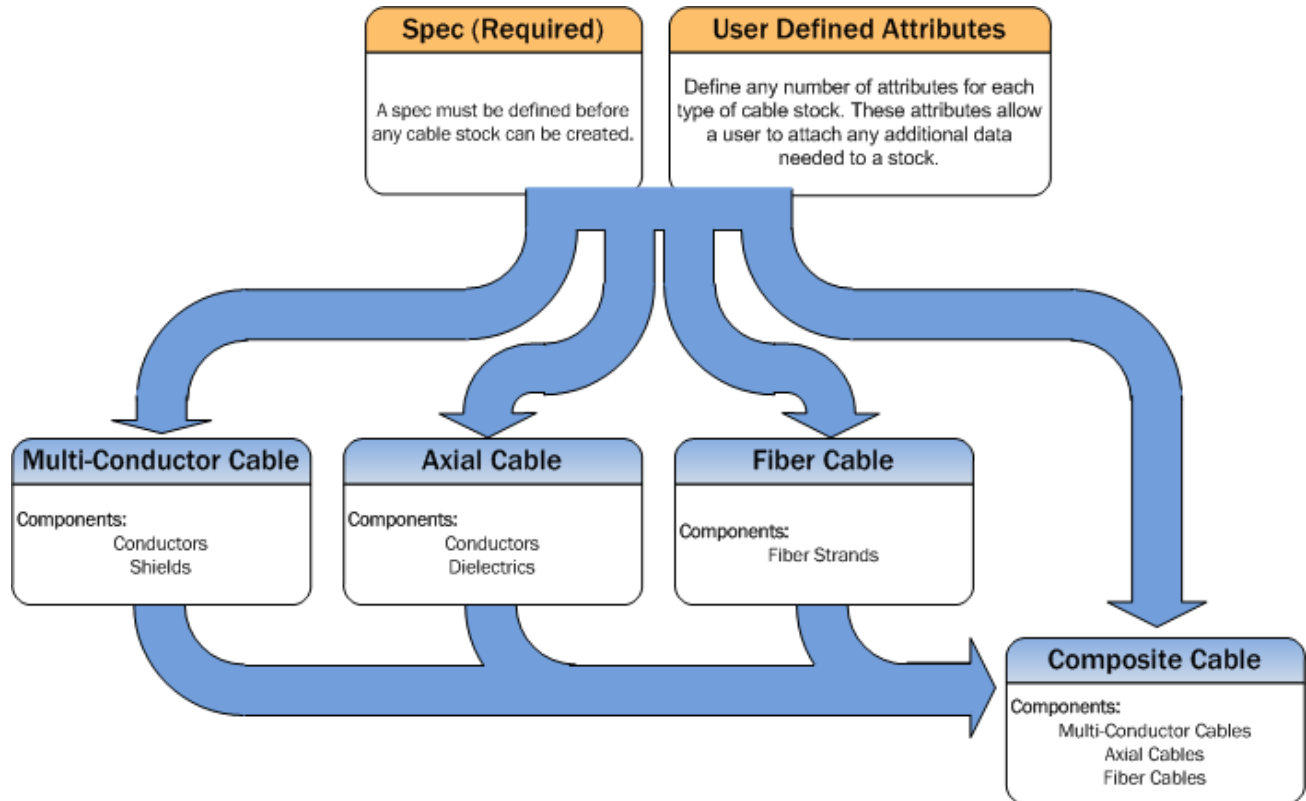 Spec (Required)
A spec must be defined before
any cable stock can be created.
User Defined Attributes
Define any number of attributes for each
type of cable stock. These attributes allow
a user to attach any additional data
needed to a stock.
Multi-Conductor Cable
Components:
Conductors
Shields
Axial Cable
Components:
Conductors
Dielectrics
Fiber Cable
Components:
Fiber Strands
Composite Cable
Components:
Multi-Conductor Cables
Axial Cables
Fiber Cables